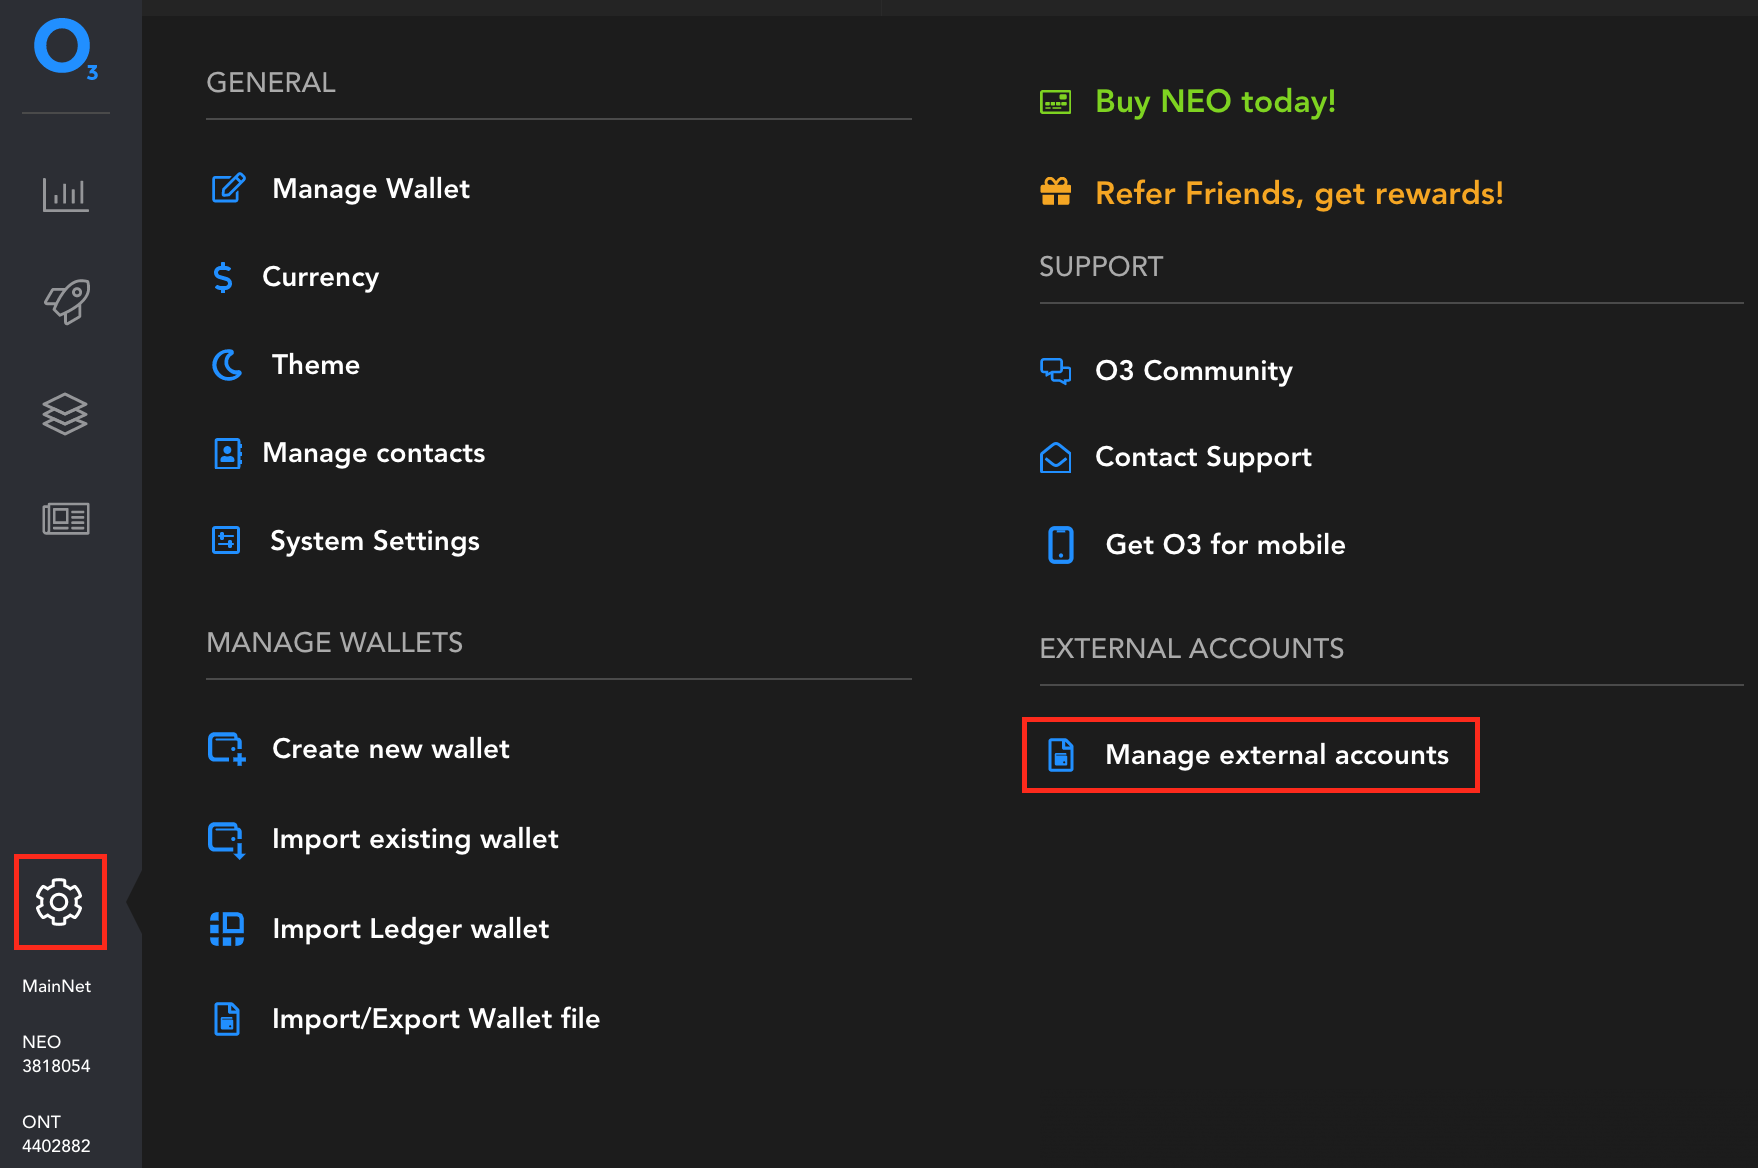 O3
GENERAL
Manage Wallet
Currency
Theme
Manage contacts
System Settings
MANAGE WALLETS
Create new wallet
Import existing wallet
Import Ledger wallet
Import/Export Wallet file
Buy NEO today!
Refer Friends, get rewards!
SUPPORT
O3 Community
Contact Support
Get O3 for mobile
EXTERNAL ACCOUNTS
Manage external accounts
MainNet
NEO
3818054
ONT
4402882